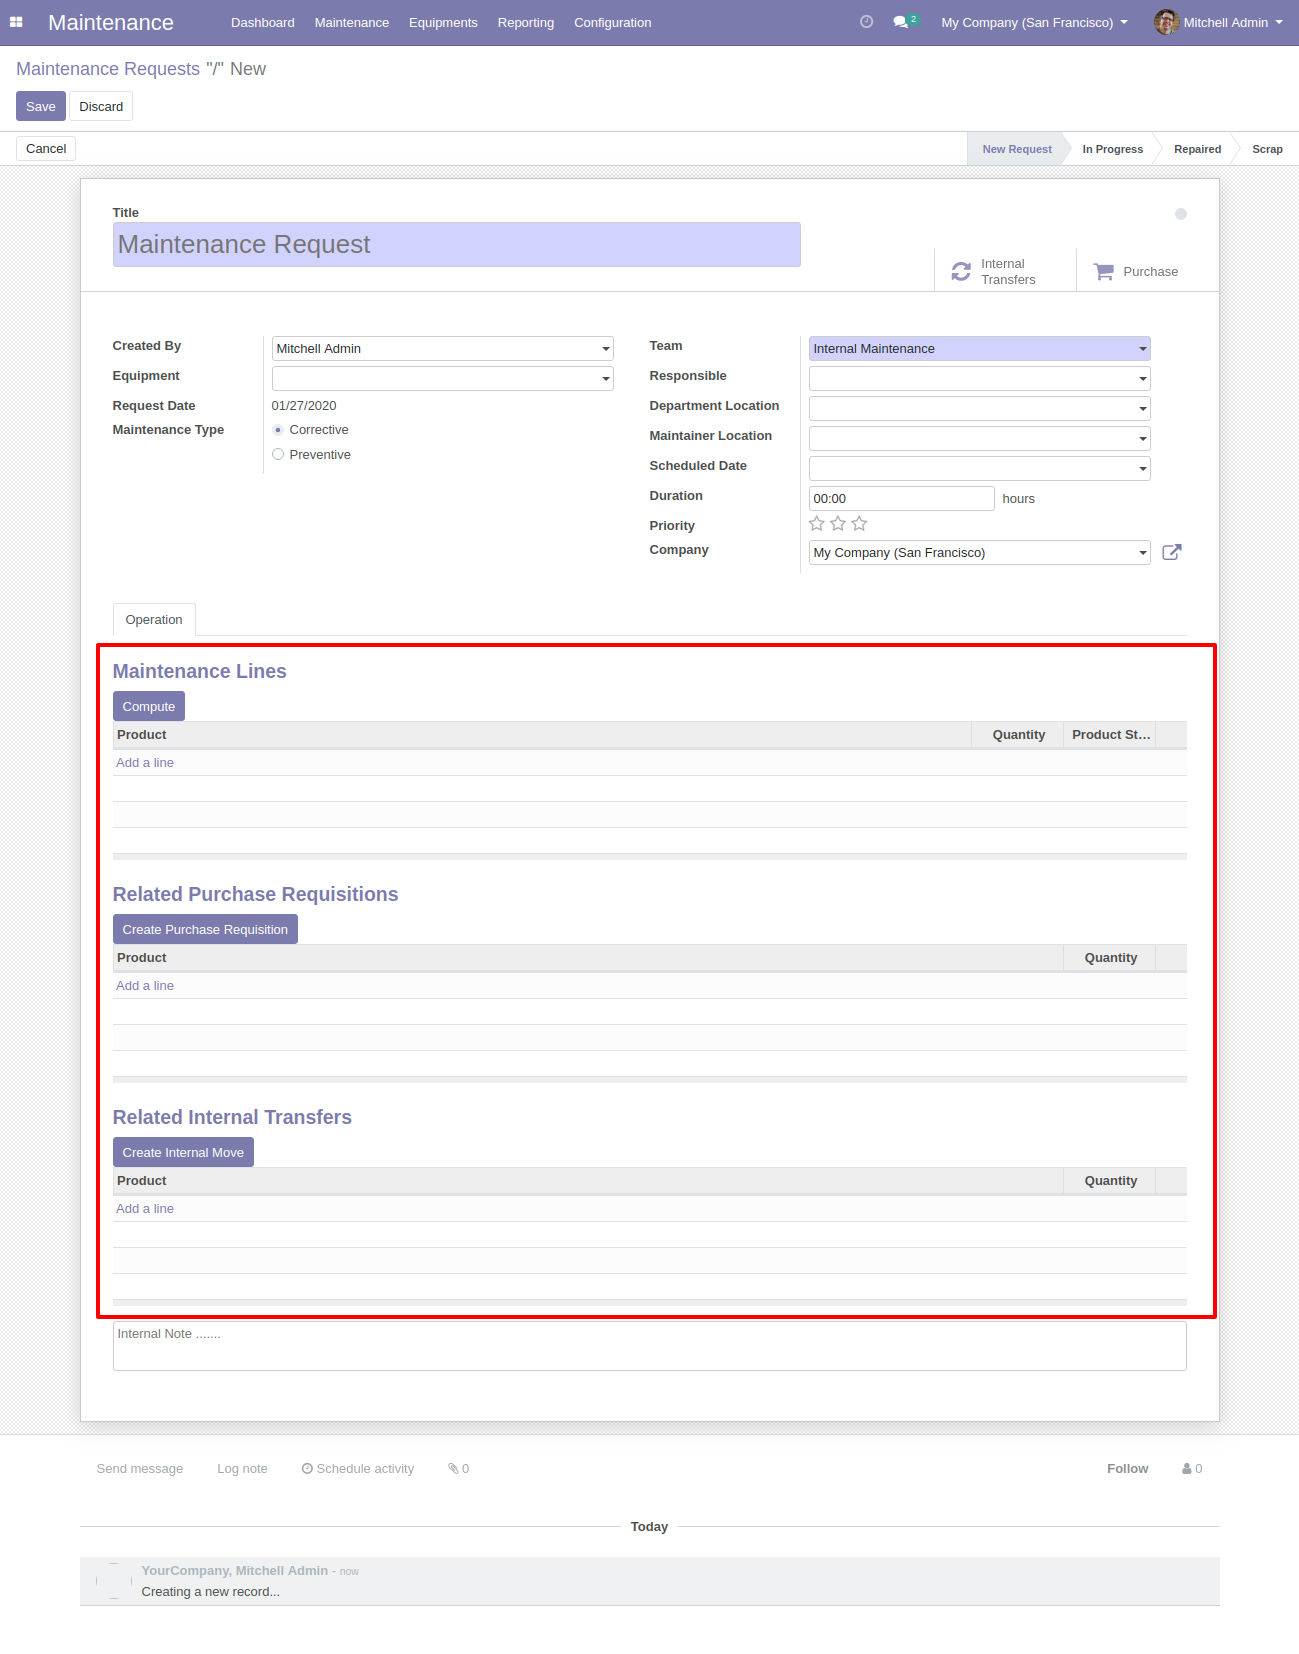 Maintenance Dashboard Maintenance Equipments Reporting Configuration 2 My Company (San Francisco) Mitchell Admin
Maintenance Requests "/" New
Save Discard
Cancel New Request In Progress Repaired Scrap
Title
Maintenance Request
Internal Transfers
Purchase
Created By Mitchell Admin
Equipment
Request Date 01/27/2020
Maintenance Type Corrective
Preventive
Team Internal Maintenance
Responsible
Department Location
Maintainer Location
Scheduled Date
Duration 00:00 hours
Priority
Company My Company (San Francisco)
Operation
Maintenance Lines
Compute
Product Quantity Product St...
Add a line
Related Purchase Requisitions
Create Purchase Requisition
Product Quantity
Add a line
Related Internal Transfers
Create Internal Move
Product Quantity
Add a line
Internal Note .......
Send message Log note Schedule activity 0 Follow 0
Today
YourCompany, Mitchell Admin - now
Creating a new record...